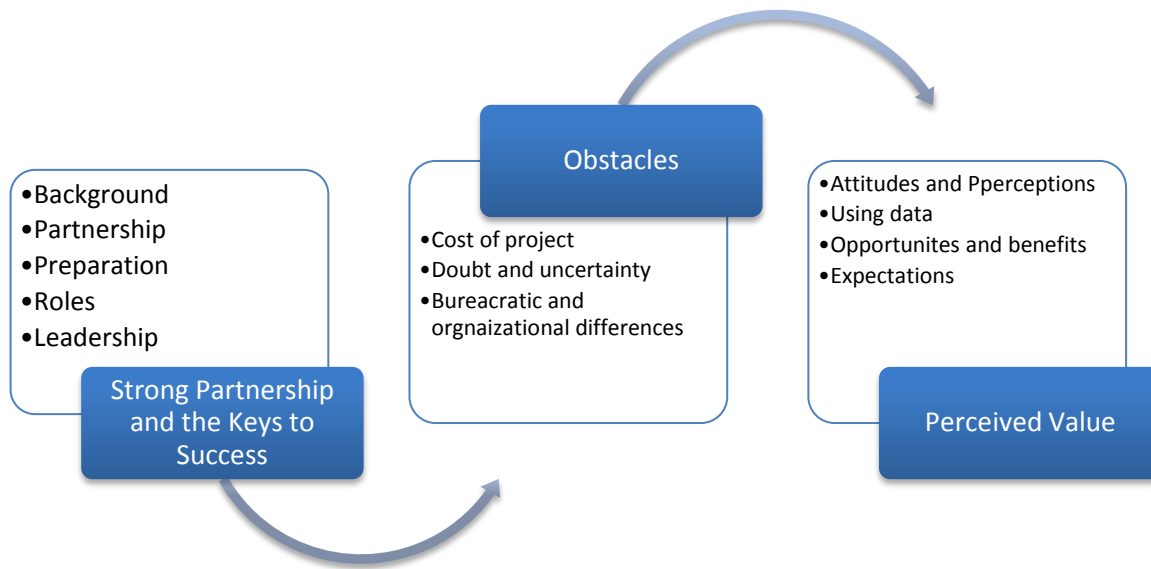 •Background
•Partnership
•Preparation
•Roles
•Leadership
Strong Partnership
and the Keys to
Success
Obstacles
•Cost of project
•Doubt and uncertainty
•Bureacratic and
orgnaizational differences
•Attitudes and Pperceptions
•Using data
•Opportunites and benefits
•Expectations
Perceived Value